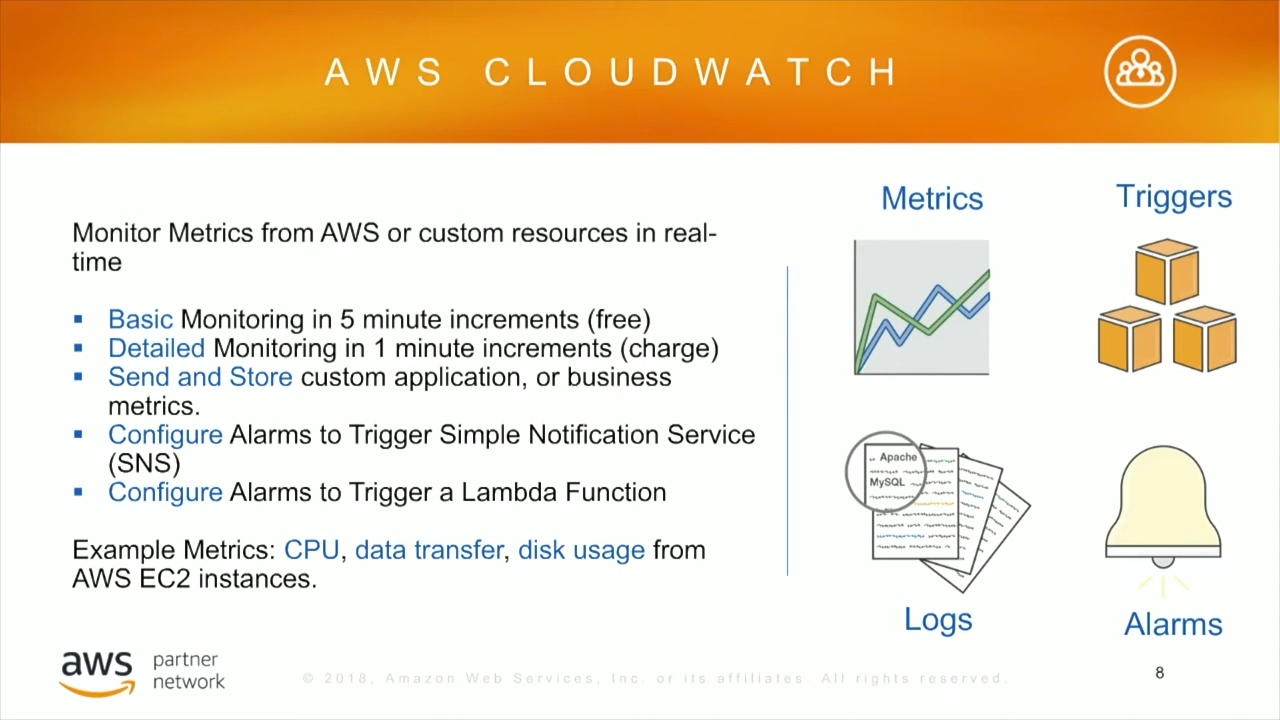 AWS CLOUDWATCH
Monitor Metrics from AWS or custom resources in real-
time
▪ Basic Monitoring in 5 minute increments (free)
▪ Detailed Monitoring in 1 minute increments (charge)
▪ Send and Store custom application, or business
metrics.
▪ Configure Alarms to Trigger Simple Notification Service
(SNS)
▪ Configure Alarms to Trigger a Lambda Function
Example Metrics: CPU, data transfer, disk usage from
AWS EC2 instances.
Metrics
Triggers
Apache
MySQL
Logs
Alarms
aws
partner
network
© 2018, Amazon Web Services, Inc. or its affiliates. All rights reserved.
8